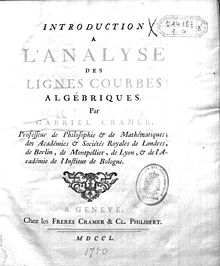 INTRODUCTION
A
L'ANALYSE
DES
LIGNES COURBES
ALGÉBRIQUES.
Par
GABRIEL CRAMER,
Professeur de Philosophie & de Mathématiques;
des Académies & Sociétés Royales de Londres,
de Berlin, de Montpellier, de Lyon, & de l'A-
cadémie de l'Institut de Bologne.
A GENEVE,
Chez les FRERES CRAMER & CL. PHILIBERT.
MDCCL.
1750